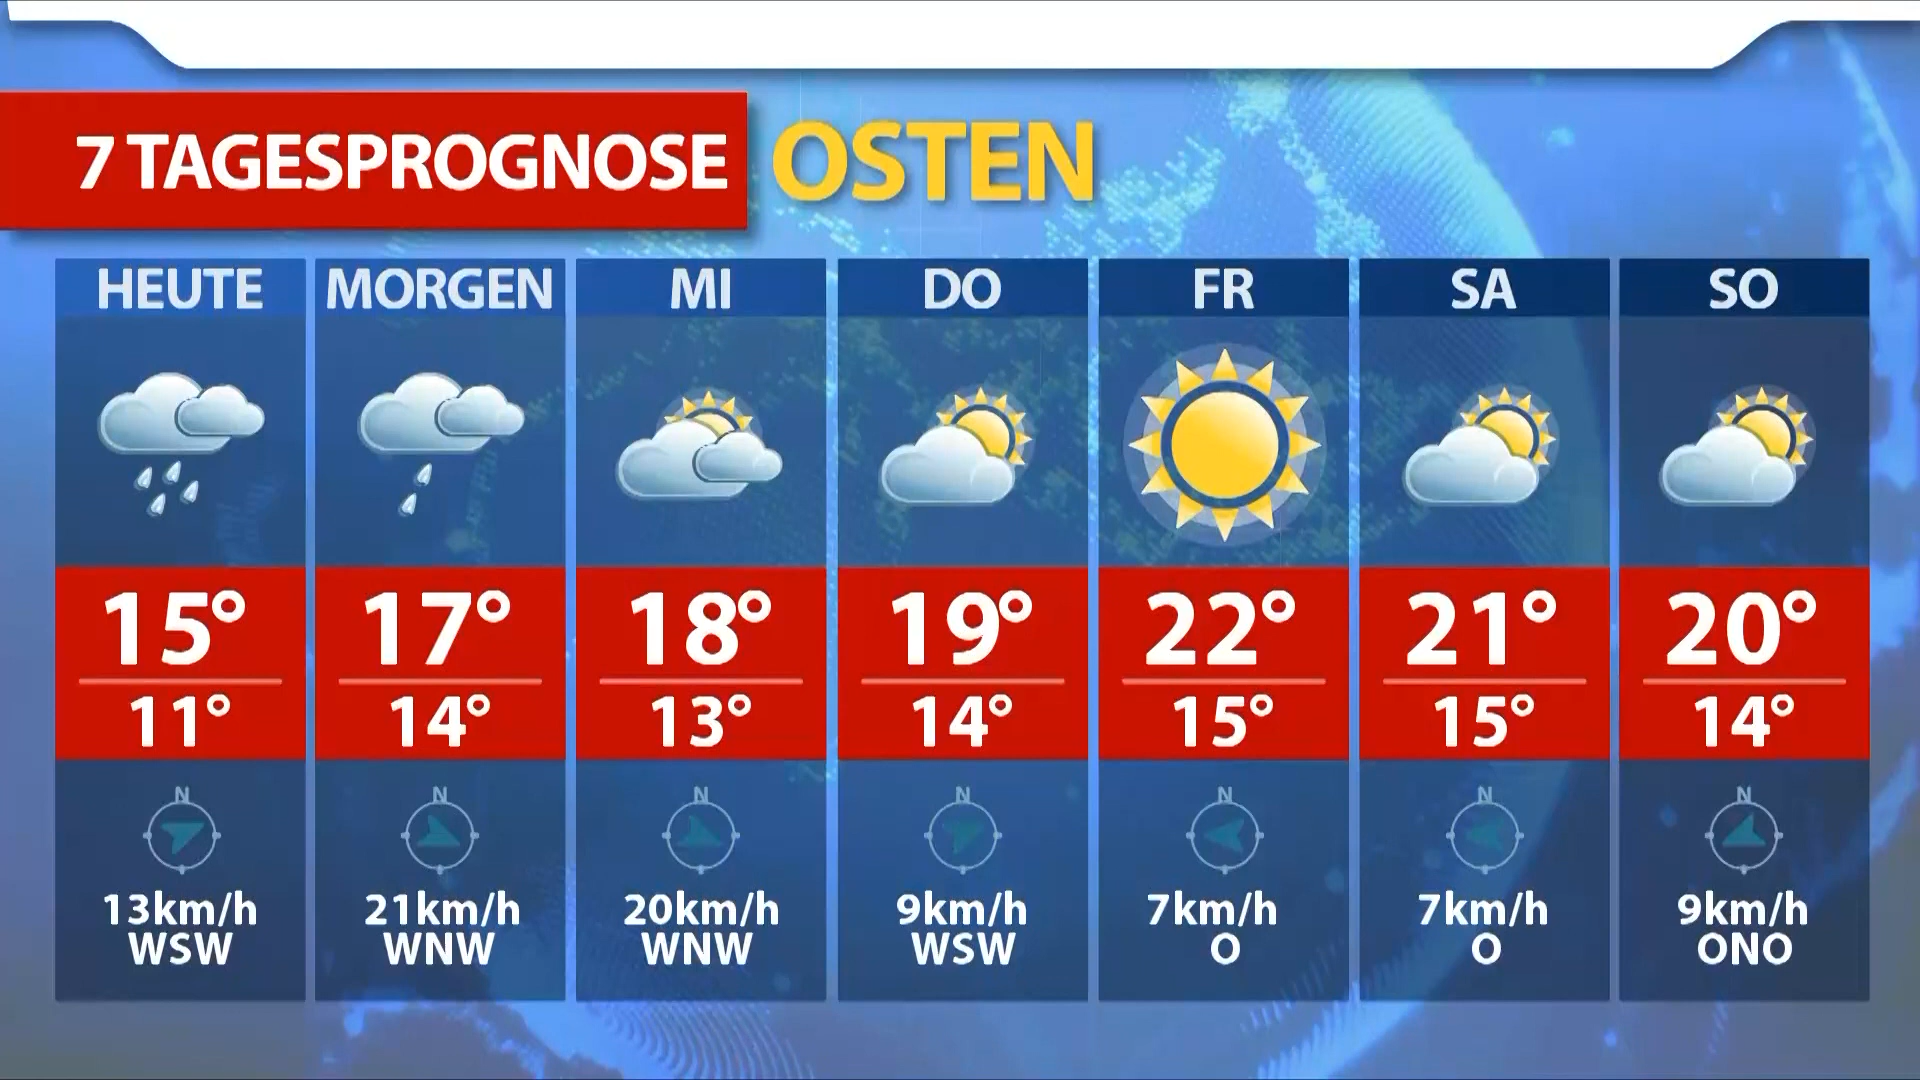 7 TAGESPROGNOSE OSTEN
HEUTE MORGEN MI DO FR SA SO
15° 17° 18° 19° 22° 21° 20°
11° 14° 13° 14° 15° 15° 14°
N N N N N N N
13km/h 21km/h 20km/h 9km/h 7km/h 7km/h 9km/h
WSW WNW WNW WSW O O ONO